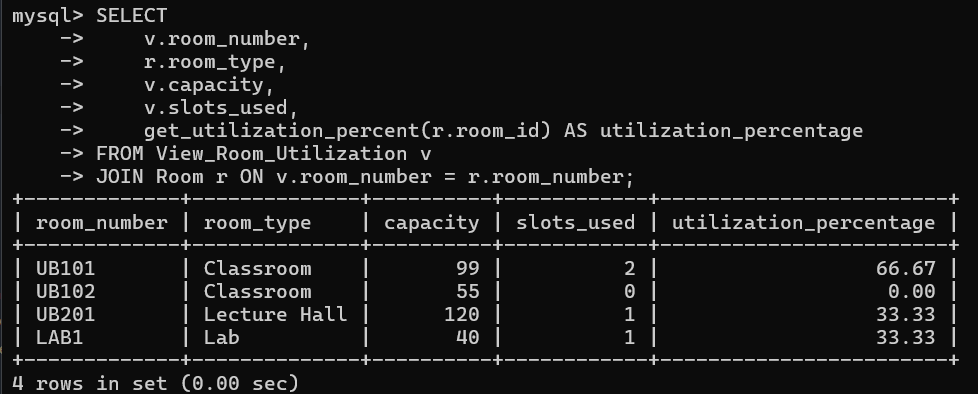 mysql> SELECT
    ->     v.room_number,
    ->     r.room_type,
    ->     v.capacity,
    ->     v.slots_used,
    ->     get_utilization_percent(r.room_id) AS utilization_percentage
    -> FROM View_Room_Utilization v
    -> JOIN Room r ON v.room_number = r.room_number;
+-------------+--------------+----------+------------+------------------------+
| room_number | room_type    | capacity | slots_used | utilization_percentage |
+-------------+--------------+----------+------------+------------------------+
| UB101       | Classroom    |       99 |          2 |                  66.67 |
| UB102       | Classroom    |       55 |          0 |                   0.00 |
| UB201       | Lecture Hall |      120 |          1 |                  33.33 |
| LAB1        | Lab          |       40 |          1 |                  33.33 |
+-------------+--------------+----------+------------+------------------------+
4 rows in set (0.00 sec)